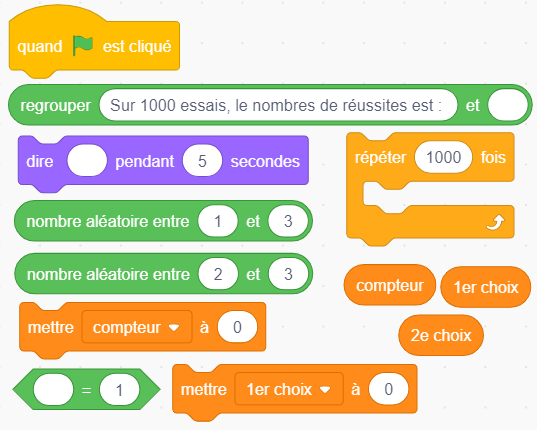 quand est cliqué
regrouper Sur 1000 essais, le nombres de réussites est : et
dire pendant 5 secondes
répéter 1000 fois
nombre aléatoire entre 1 et 3
nombre aléatoire entre 2 et 3
compteur
1er choix
mettre compteur à 0
2e choix
= 1
mettre 1er choix à 0